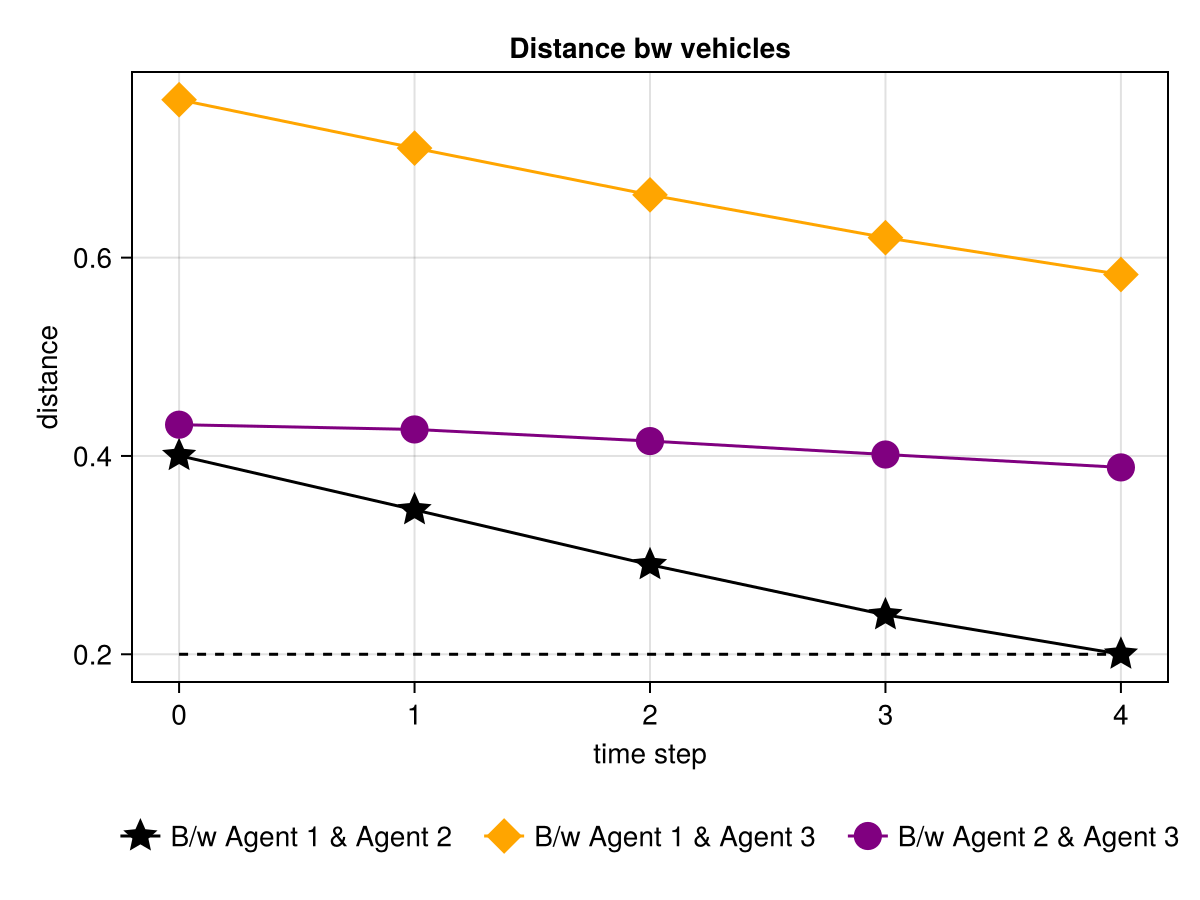 Distance bw vehicles
distance
0.6
0.4
0.2
0 1 2 3 4
time step
B/w Agent 1 & Agent 2 B/w Agent 1 & Agent 3 B/w Agent 2 & Agent 3